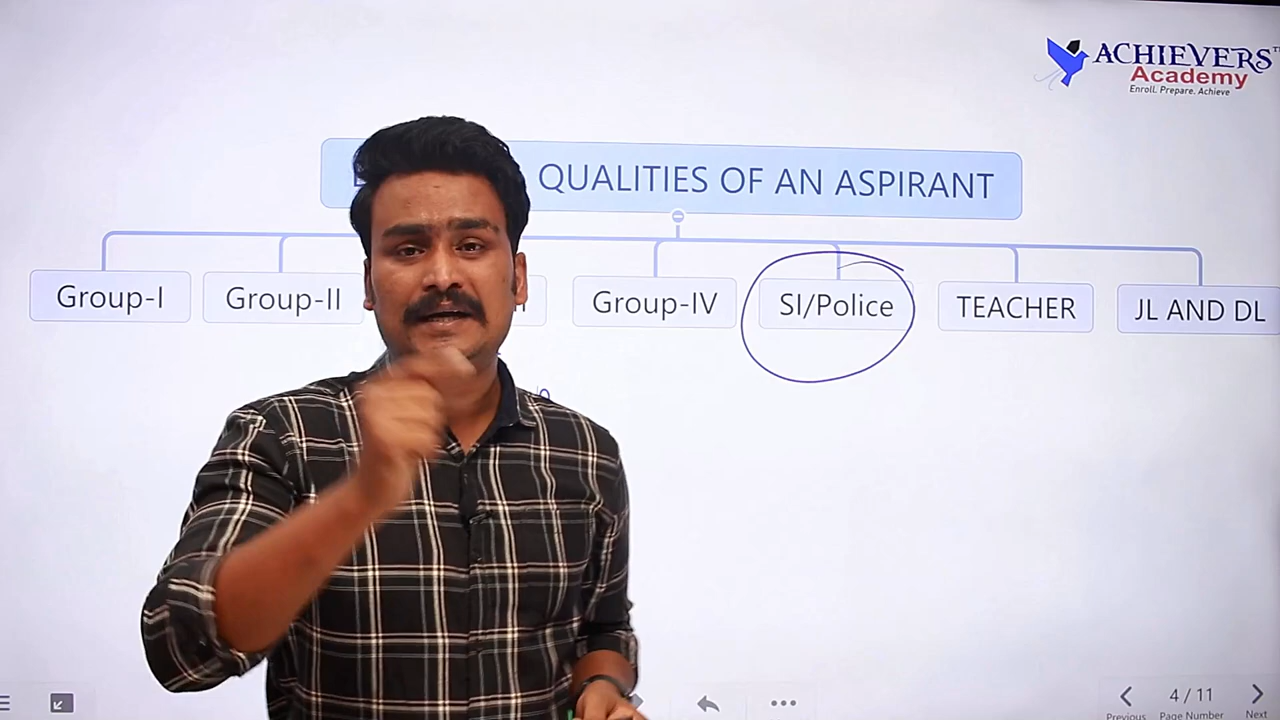 ACHIEVERS
Academy
Enroll. Prepare. Achieve
QUALITIES OF AN ASPIRANT
Group-I
Group-II
Group-IV
SI/Police
TEACHER
JL AND DL
4 / 11
Previous
Page Number
Next